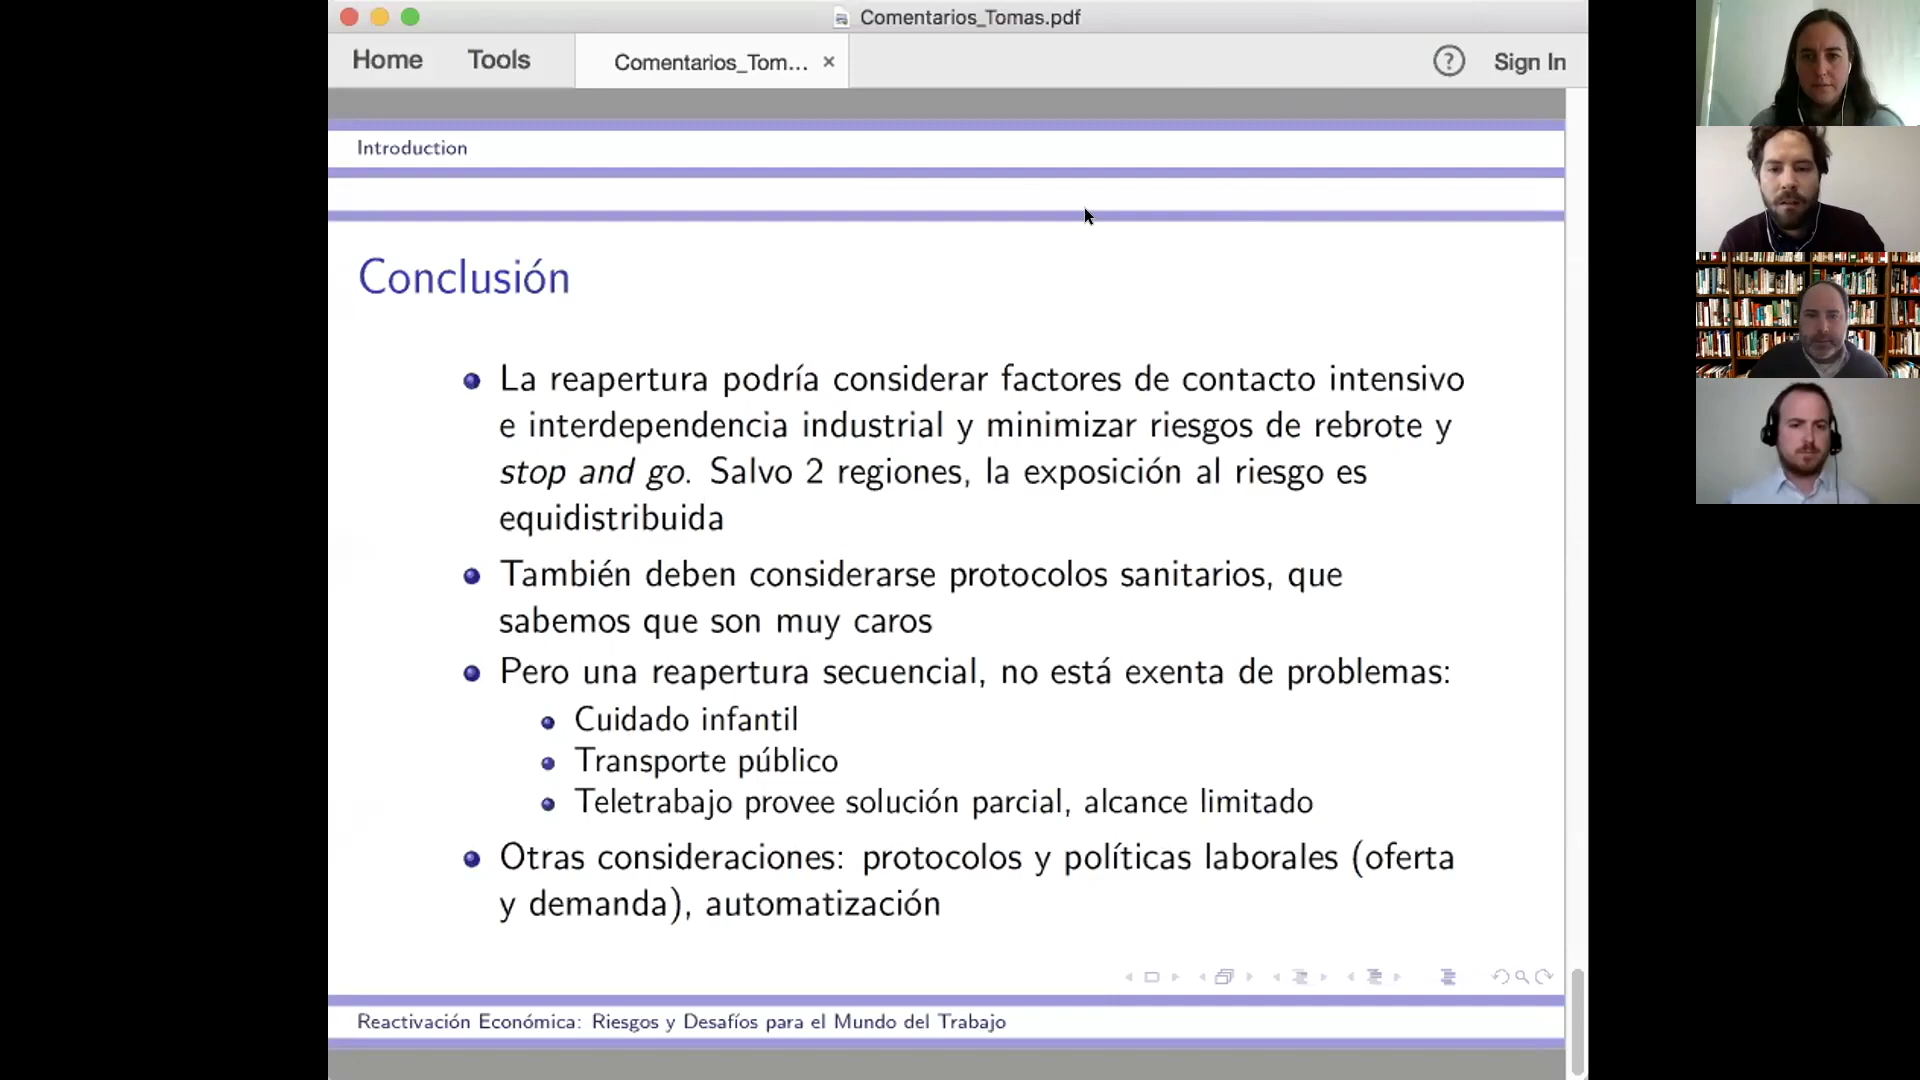 Comentarios_Tomas.pdf
Home Tools Comentarios_Tom... × ? Sign In
Introduction
Conclusión
La reapertura podría considerar factores de contacto intensivo
e interdependencia industrial y minimizar riesgos de rebrote y
stop and go. Salvo 2 regiones, la exposición al riesgo es
equidistribuida
También deben considerarse protocolos sanitarios, que
sabemos que son muy caros
Pero una reapertura secuencial, no está exenta de problemas:
Cuidado infantil
Transporte público
Teletrabajo provee solución parcial, alcance limitado
Otras consideraciones: protocolos y políticas laborales (oferta
y demanda), automatización
Reactivación Económica: Riesgos y Desafíos para el Mundo del Trabajo